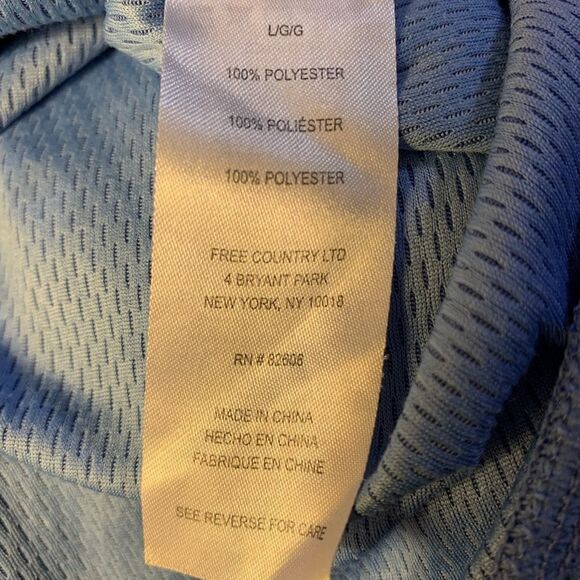 L/G/G
100% POLYESTER
100% POLIÉSTER
100% POLYESTER
FREE COUNTRY LTD
4 BRYANT PARK
NEW YORK, NY 10018
RN # 82608
MADE IN CHINA
HECHO EN CHINA
FABRIQUE EN CHINE
SEE REVERSE FOR CARE